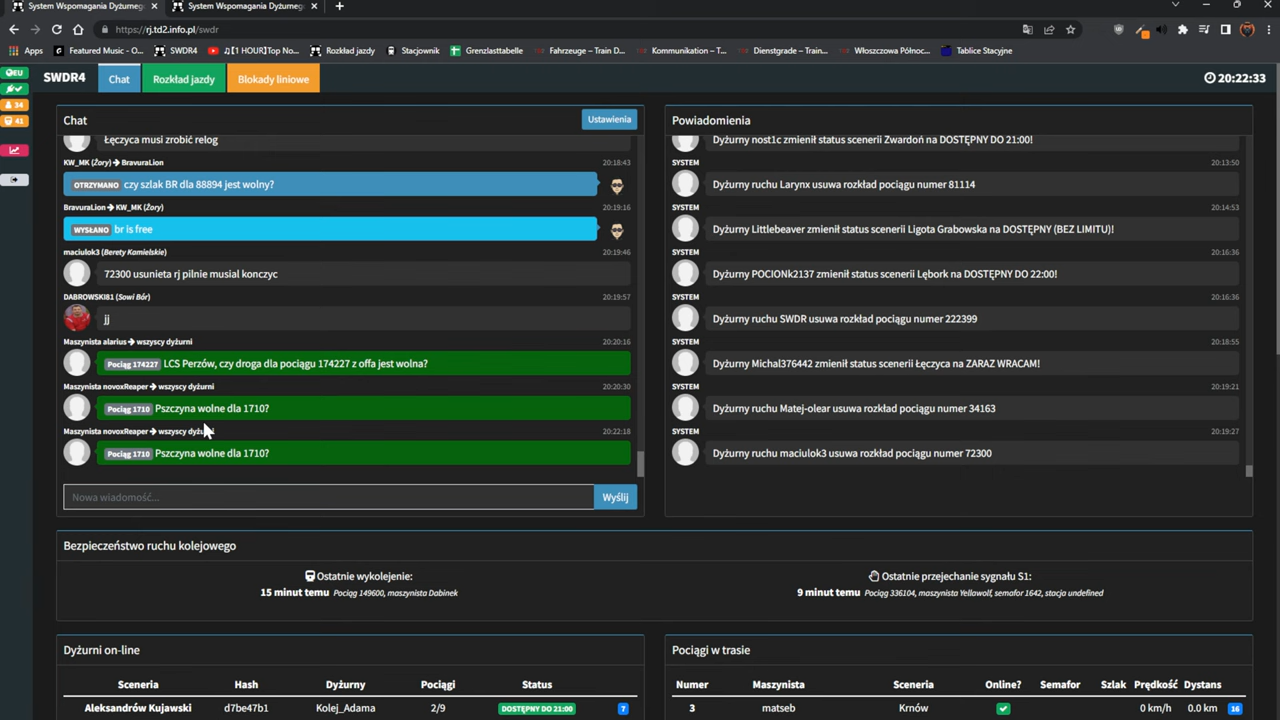 System Wspomagania Dyżurnego
System Wspomagania Dyżurnego
https://rj.td2.info.pl/swdr
Apps
Featured Music - O...
SWDR4
[1 HOUR]Top No...
Rozkład jazdy
Stacjownik
Grenzlasttabelle
Fahrzeuge – Train D...
Kommunikation – T...
Dienstgrade – Train...
Włoszczowa Północ...
Tablice Stacyjne
EU
34
41
SWDR4
Chat
Rozkład jazdy
Blokady liniowe
20:22:33
Chat
Ustawienia
Łęczyca musi zrobić relog
KW_MK (Żory) → BravuraLion
20:18:43
OTRZYMANO czy szlak BR dla 88894 jest wolny?
BravuraLion → KW_MK (Żory)
20:19:16
WYSŁANO br is free
maciulok3 (Berety Kamielskie)
20:19:46
72300 usunieta rj pilnie musial konczyc
DABROWSKI81 (Sowi Bór)
20:19:57
jj
Maszynista alarius → wszyscy dyżurni
20:20:16
Pociąg 174227 LCS Perzów, czy droga dla pociągu 174227 z offa jest wolna?
Maszynista novoxReaper → wszyscy dyżurni
20:20:30
Pociąg 1710 Pszczyna wolne dla 1710?
Maszynista novoxReaper → wszyscy dyżurni
20:22:18
Pociąg 1710 Pszczyna wolne dla 1710?
Nowa wiadomość...
Wyślij
Powiadomienia
Dyżurny nost1c zmienił status scenerii Zwardoń na DOSTĘPNY DO 21:00!
SYSTEM
20:13:50
Dyżurny ruchu Larynx usuwa rozkład pociągu numer 81114
SYSTEM
20:14:53
Dyżurny Littlebeaver zmienił status scenerii Ligota Grabowska na DOSTĘPNY (BEZ LIMITU)!
SYSTEM
20:16:36
Dyżurny POCIONk2137 zmienił status scenerii Lębork na DOSTĘPNY DO 22:00!
SYSTEM
20:16:36
Dyżurny ruchu SWDR usuwa rozkład pociągu numer 222399
SYSTEM
20:18:55
Dyżurny Michal376442 zmienił status scenerii Łęczyca na ZARAZ WRACAM!
SYSTEM
20:19:21
Dyżurny ruchu Matej-olear usuwa rozkład pociągu numer 34163
SYSTEM
20:19:27
Dyżurny ruchu maciulok3 usuwa rozkład pociągu numer 72300
Bezpieczeństwo ruchu kolejowego
Ostatnie wykolejenie:
15 minut temu Pociąg 149600, maszynista Dabinek
Ostatnie przejechanie sygnału S1:
9 minut temu Pociąg 336104, maszynista Yellawolf, semafor 1642, stacja undefined
Dyżurni on-line
Sceneria Hash Dyżurny Pociągi Status
Aleksandrów Kujawski d7be47b1 Kolej_Adama 2/9 DOSTĘPNY DO 21:00 7
Pociągi w trasie
Numer Maszynista Sceneria Online? Semafor Szlak Prędkość Dystans
3 matseb Krnów 0 km/h 0.0 km 16